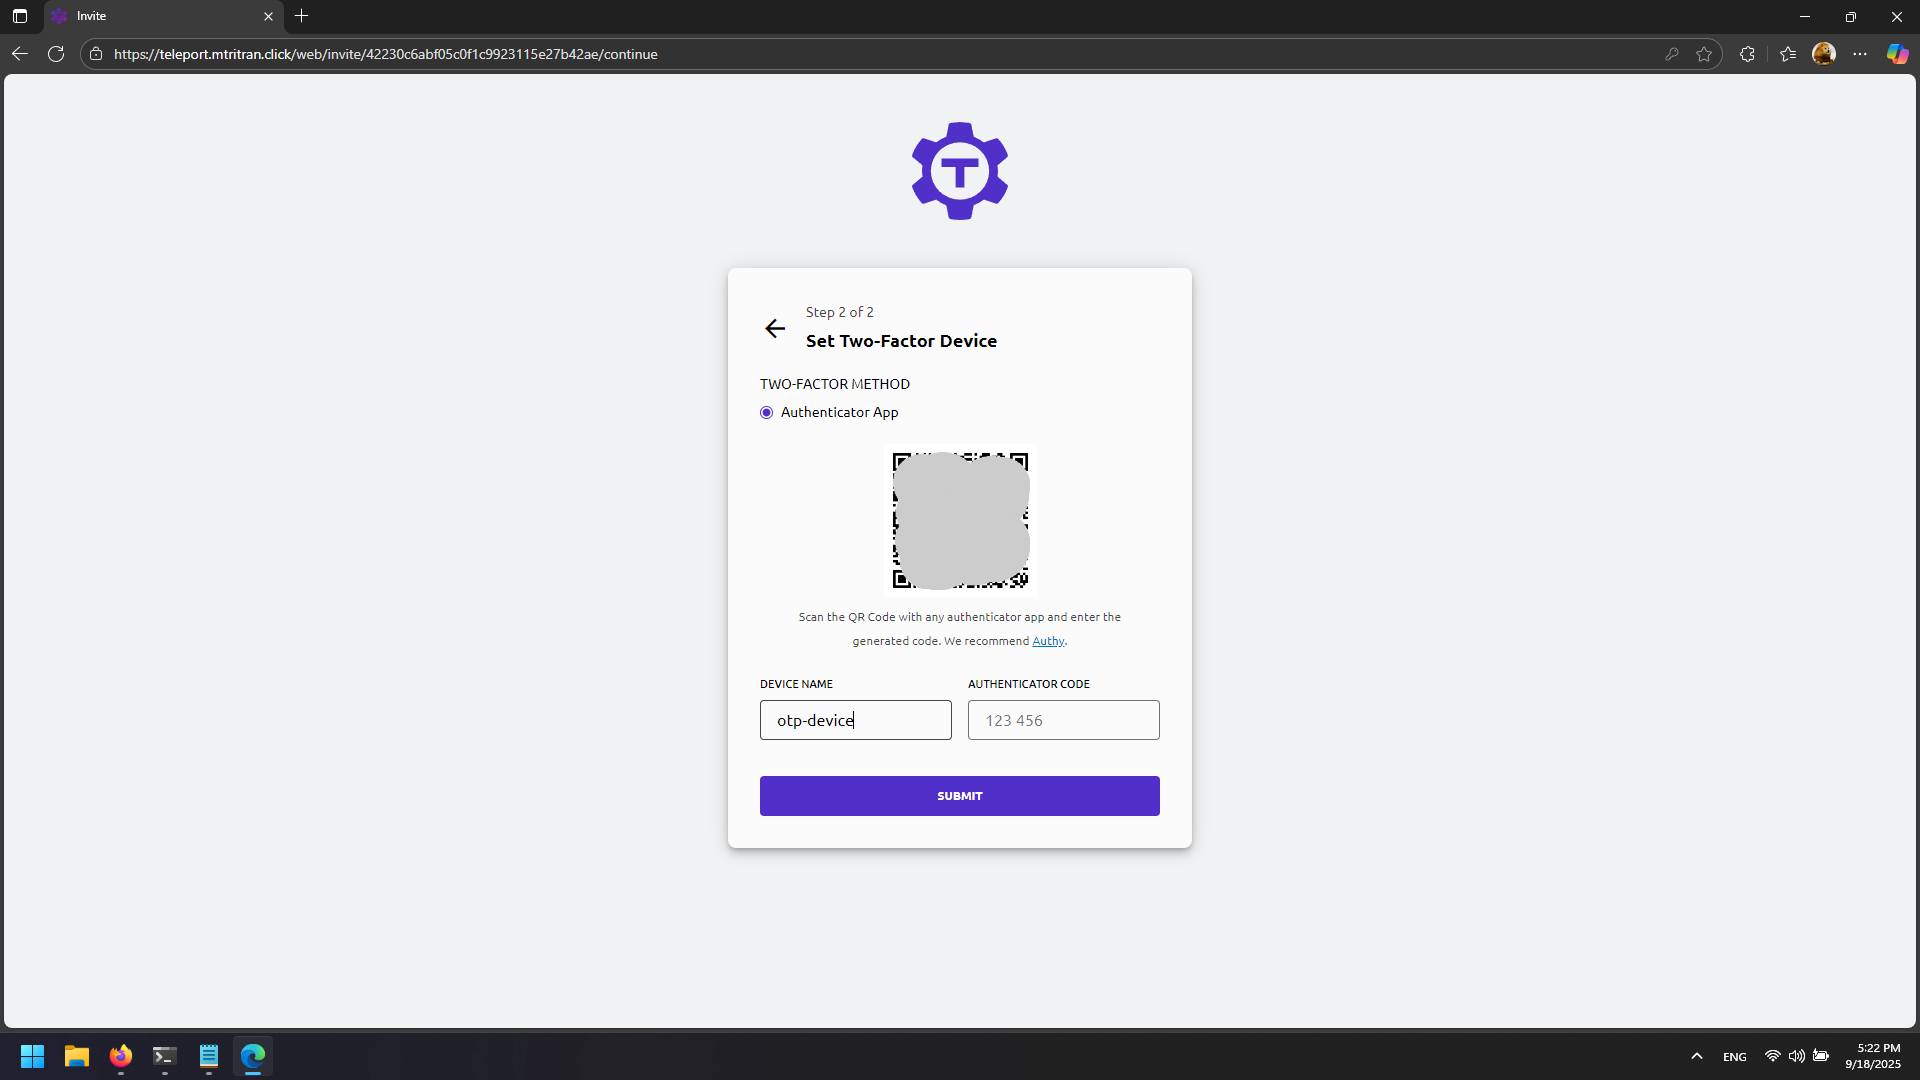 Invite
https://teleport.mtritran.click/web/invite/42230c6abf05c0f1c9923115e27b42ae/continue
T
Step 2 of 2
Set Two-Factor Device
TWO-FACTOR METHOD
Authenticator App
Scan the QR Code with any authenticator app and enter the
generated code. We recommend Authy.
DEVICE NAME
AUTHENTICATOR CODE
otp-device
123 456
SUBMIT
ENG
5:22 PM
9/18/2025